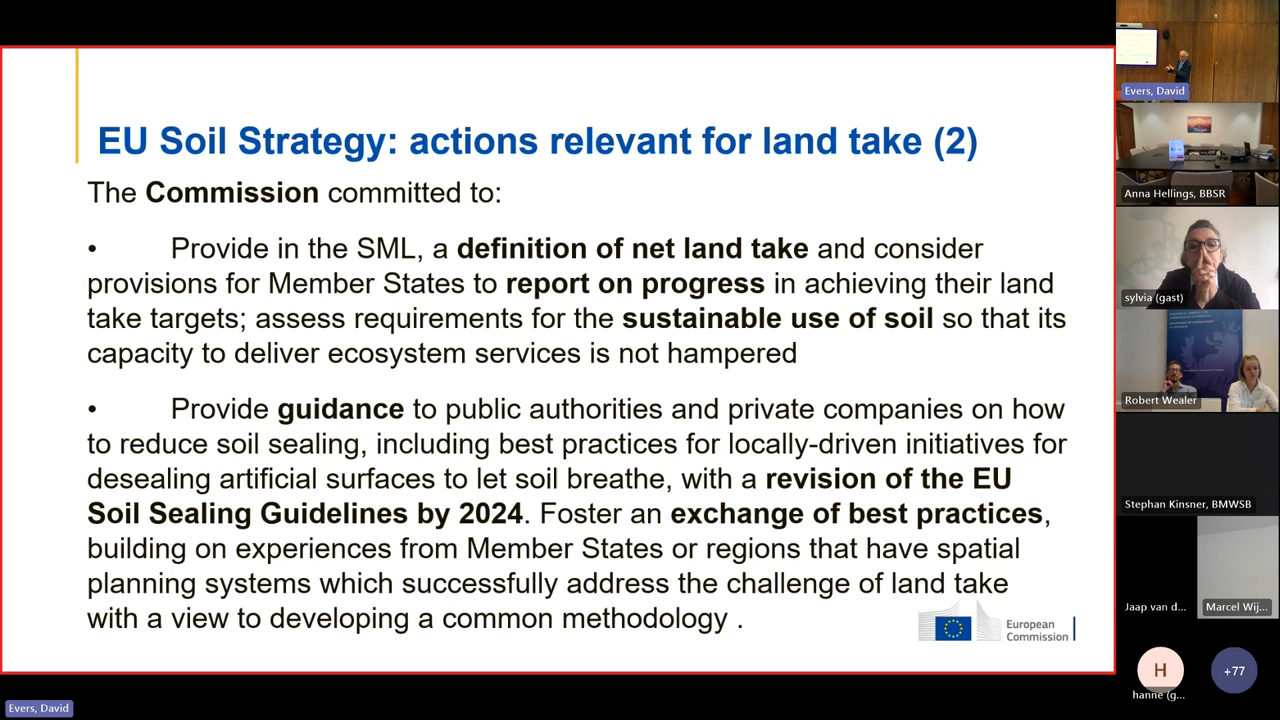 EU Soil Strategy: actions relevant for land take (2)
The Commission committed to:
• Provide in the SML, a definition of net land take and consider
provisions for Member States to report on progress in achieving their land
take targets; assess requirements for the sustainable use of soil so that its
capacity to deliver ecosystem services is not hampered
• Provide guidance to public authorities and private companies on how
to reduce soil sealing, including best practices for locally-driven initiatives for
desealing artificial surfaces to let soil breathe, with a revision of the EU
Soil Sealing Guidelines by 2024. Foster an exchange of best practices,
building on experiences from Member States or regions that have spatial
planning systems which successfully address the challenge of land take
with a view to developing a common methodology .
European
Commission
Evers, David
Evers, David
Anna Hellings, BBSR
sylvia (gast)
Robert Wealer
Stephan Kinsner, BMWSB
Jaap van d...
Marcel Wij...
H
hanne (g...
+77